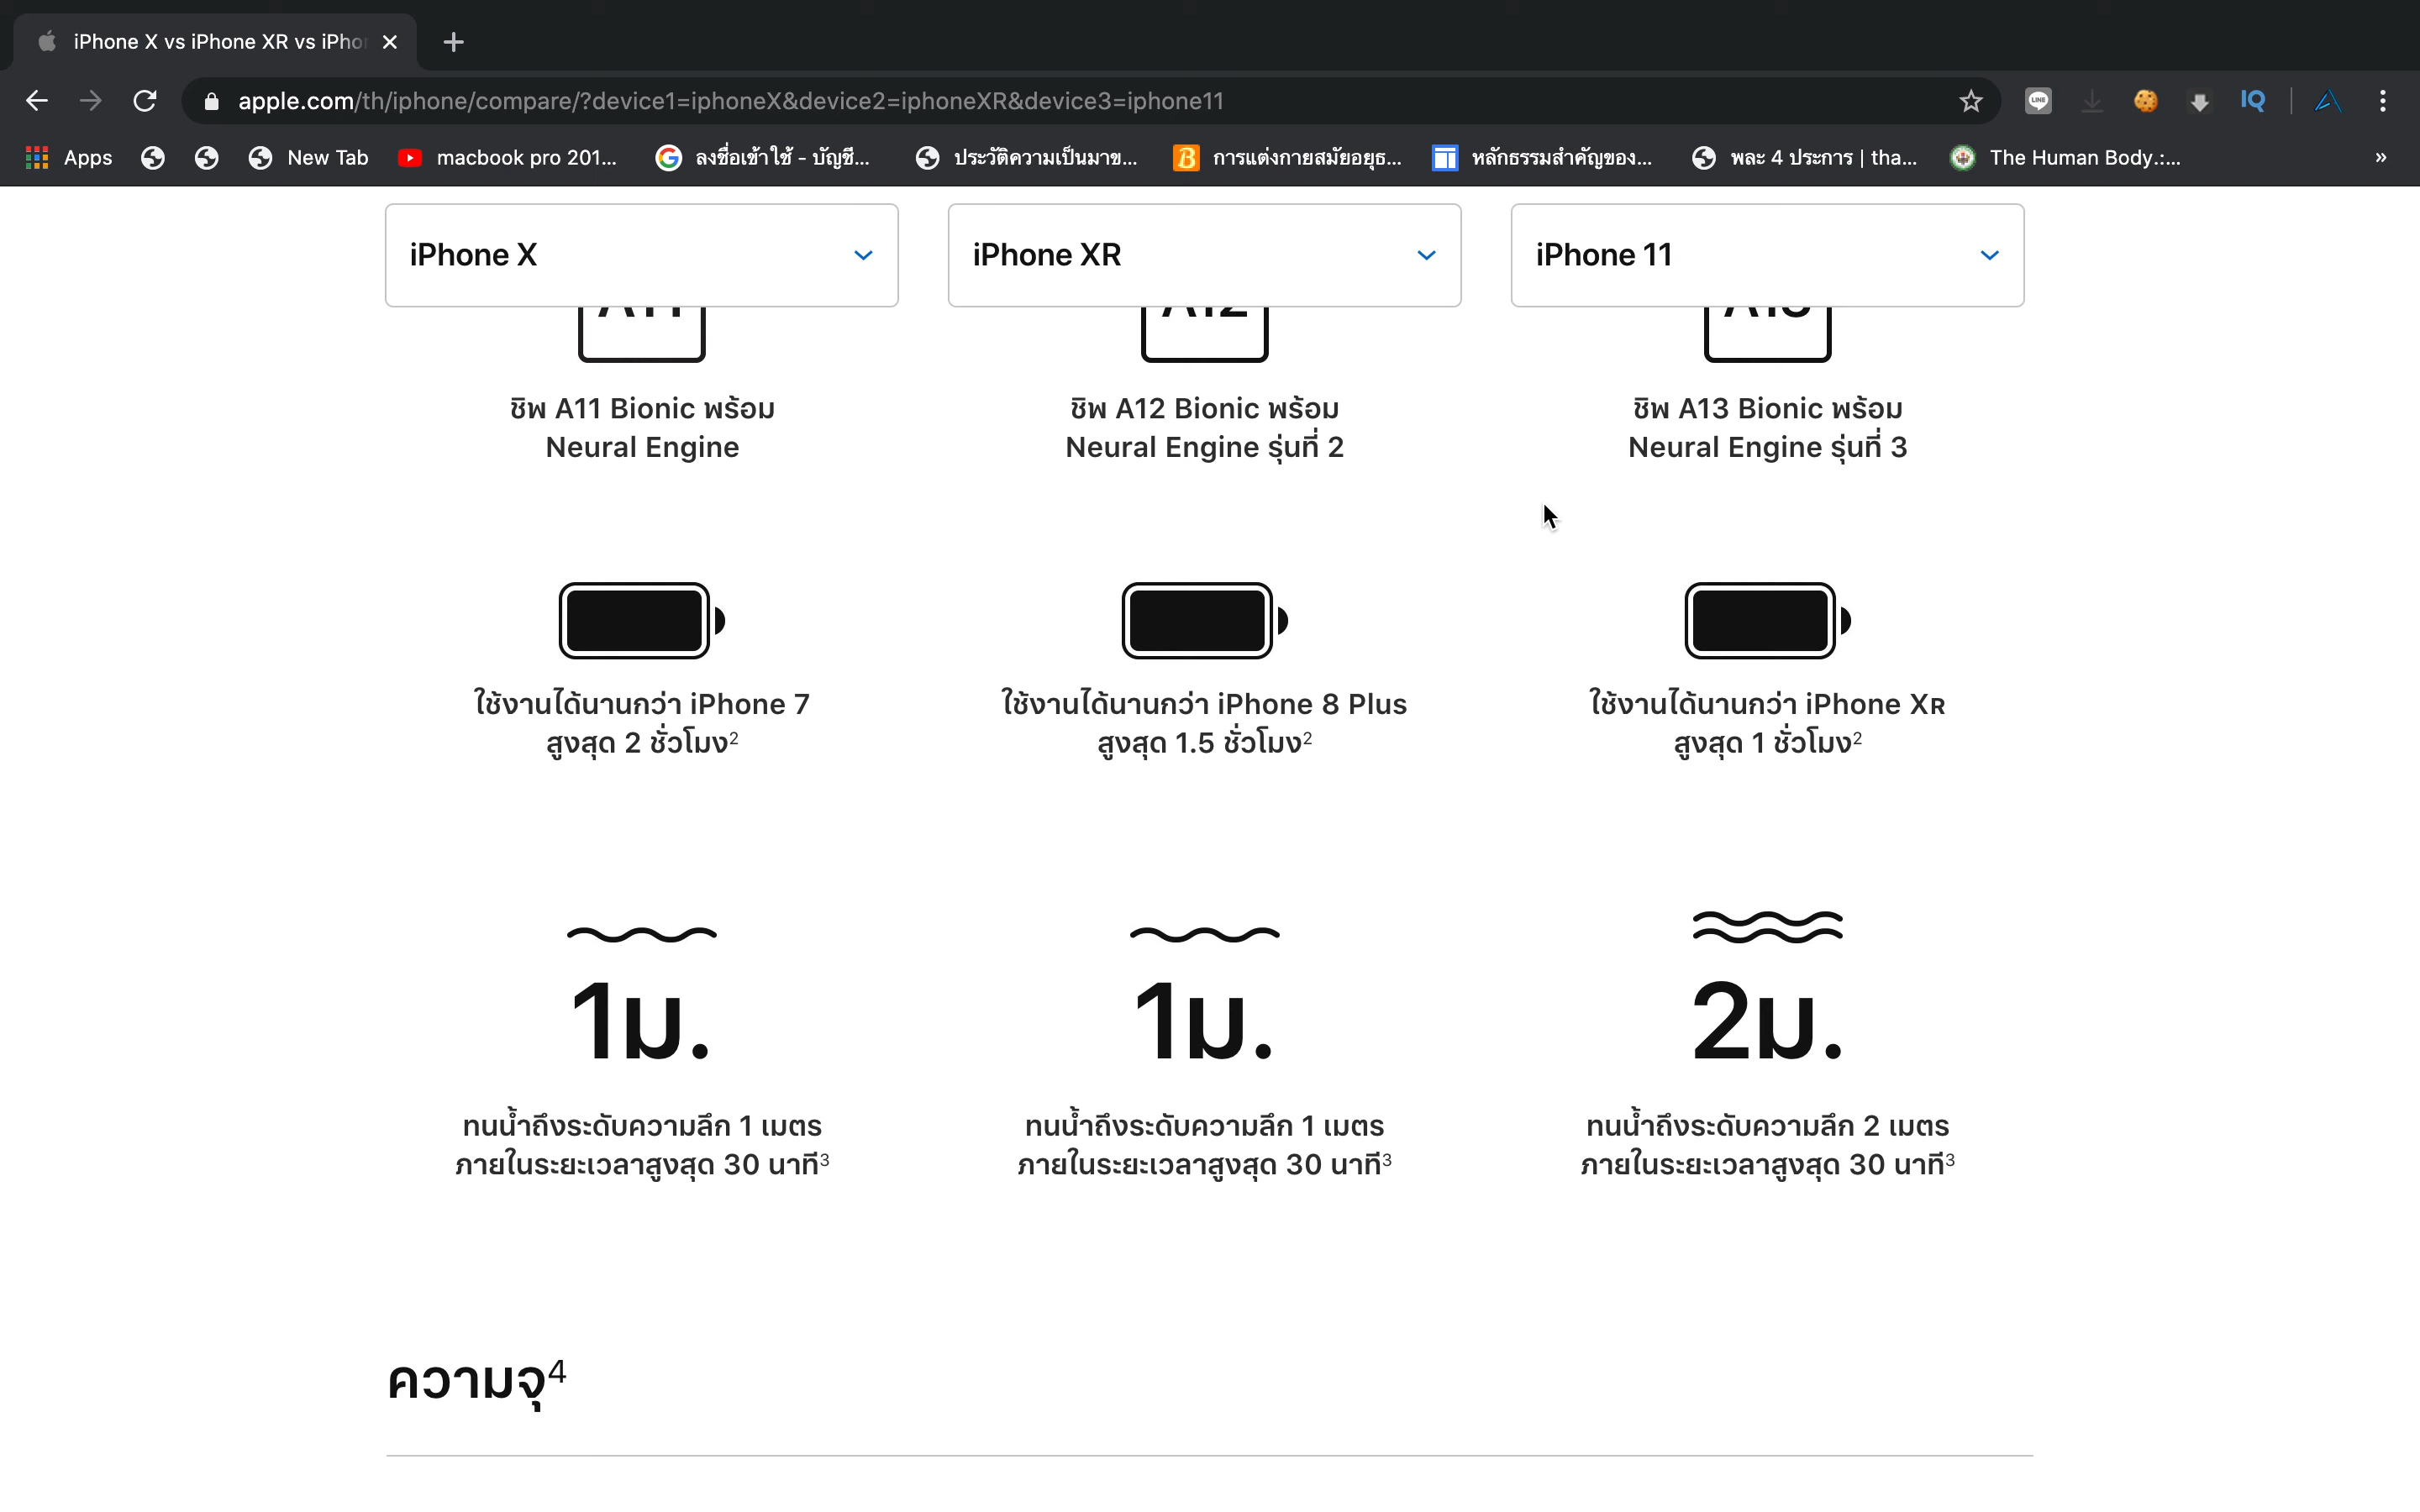 iPhone X vs iPhone XR vs iPho
apple.com/th/iphone/compare/?device1=iphoneX&device2=iphoneXR&device3=iphone11
LINE
IQ
Apps
New Tab
macbook pro 201...
ลงชื่อเข้าใช้ - บัญชี...
ประวัติความเป็นมาข...
การแต่งกายสมัยอยุธ...
หลักธรรมสำคัญของ...
พละ 4 ประการ | tha...
The Human Body.:...
»
iPhone X
iPhone XR
iPhone 11
A11
A12
A13
ชิพ A11 Bionic พร้อม
Neural Engine
ชิพ A12 Bionic พร้อม
Neural Engine รุ่นที่ 2
ชิพ A13 Bionic พร้อม
Neural Engine รุ่นที่ 3
ใช้งานได้นานกว่า iPhone 7
สูงสุด 2 ชั่วโมง²
ใช้งานได้นานกว่า iPhone 8 Plus
สูงสุด 1.5 ชั่วโมง²
ใช้งานได้นานกว่า iPhone XR
สูงสุด 1 ชั่วโมง²
1ม.
1ม.
2ม.
ทนน้ำถึงระดับความลึก 1 เมตร
ภายในระยะเวลาสูงสุด 30 นาที³
ทนน้ำถึงระดับความลึก 1 เมตร
ภายในระยะเวลาสูงสุด 30 นาที³
ทนน้ำถึงระดับความลึก 2 เมตร
ภายในระยะเวลาสูงสุด 30 นาที³
ความจุ⁴